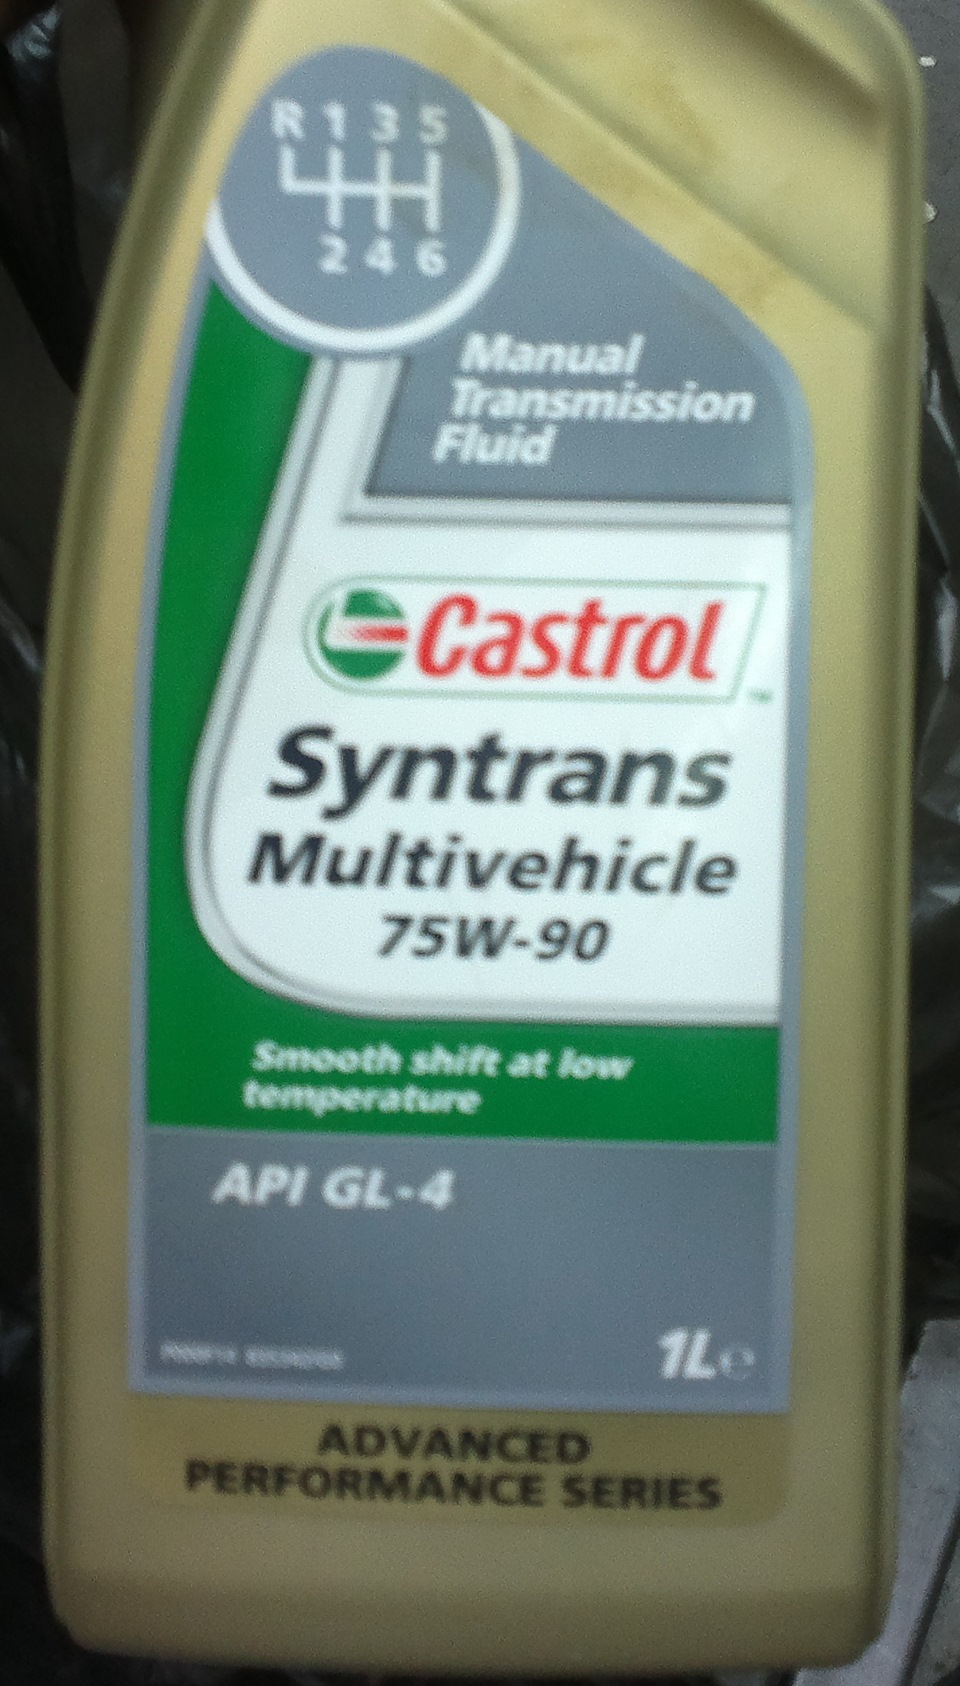 R 1 3 5
2 4 6
Manual
Transmission
Fluid
Castrol
Syntrans
Multivehicle
75W-90
Smooth shift at low
temperature
API GL-4
1L e
ADVANCED
PERFORMANCE SERIES